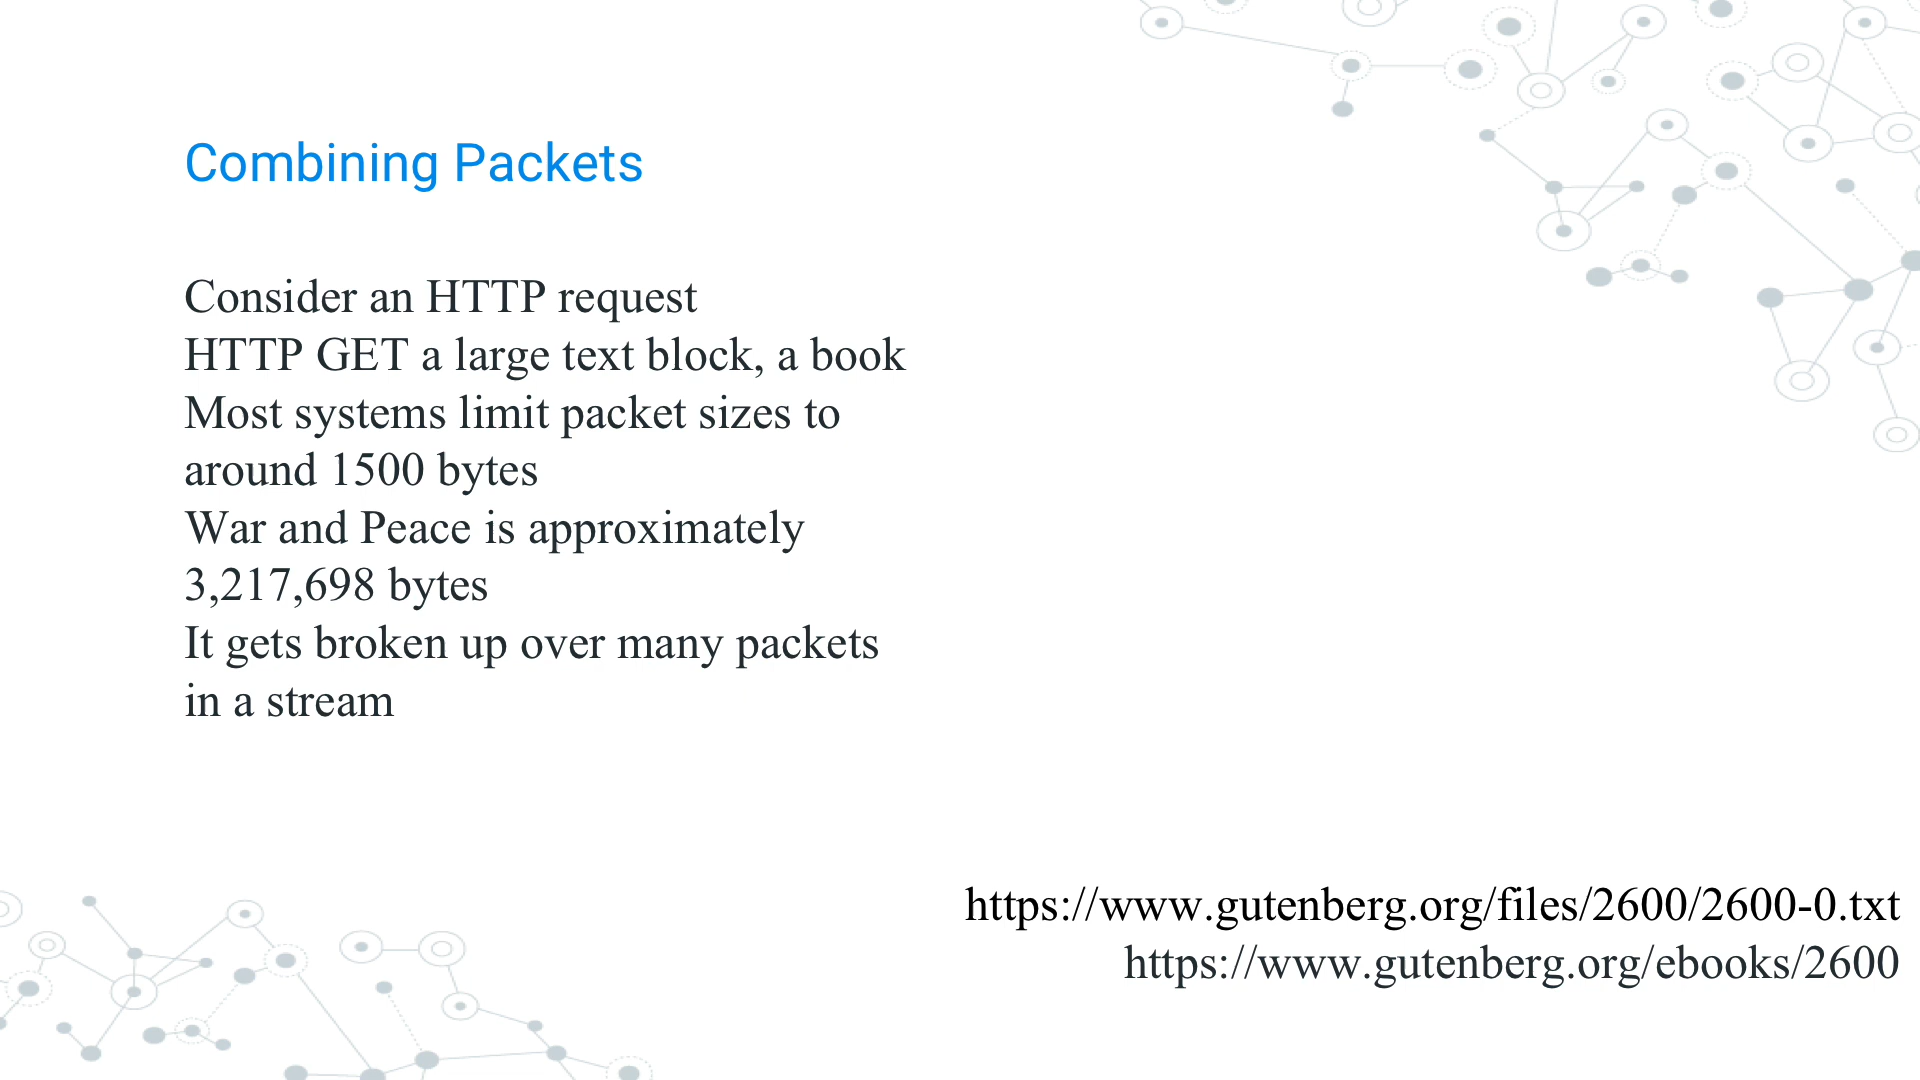 Combining Packets
Consider an HTTP request
HTTP GET a large text block, a book
Most systems limit packet sizes to
around 1500 bytes
War and Peace is approximately
3,217,698 bytes
It gets broken up over many packets
in a stream
https://www.gutenberg.org/files/2600/2600-0.txt
https://www.gutenberg.org/ebooks/2600